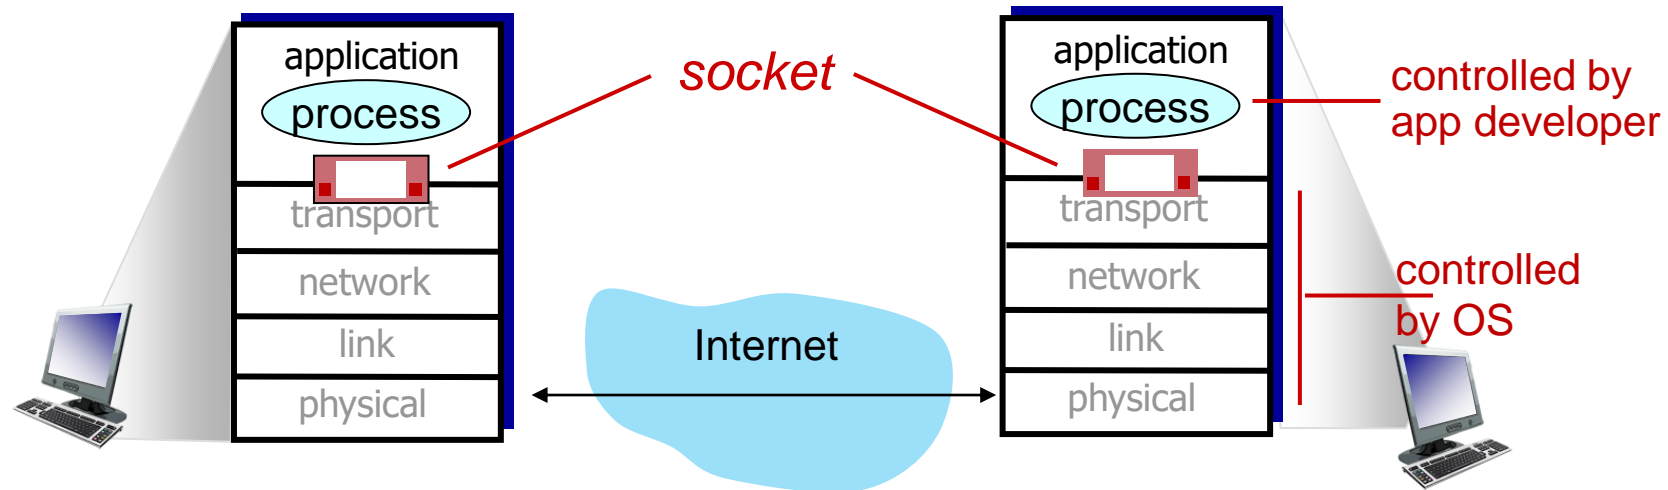 application
process
transport
network
link
physical
socket
Internet
application
process
transport
network
link
physical
controlled by
app developer
controlled
by OS